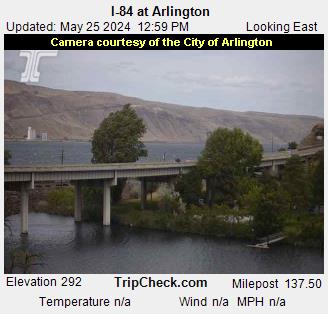 I-84 at Arlington
Updated: May 25 2024 12:59 PM Looking East
Camera courtesy of the City of Arlington
Elevation 292 TripCheck.com Milepost 137.50
Temperature n/a Wind n/a MPH n/a